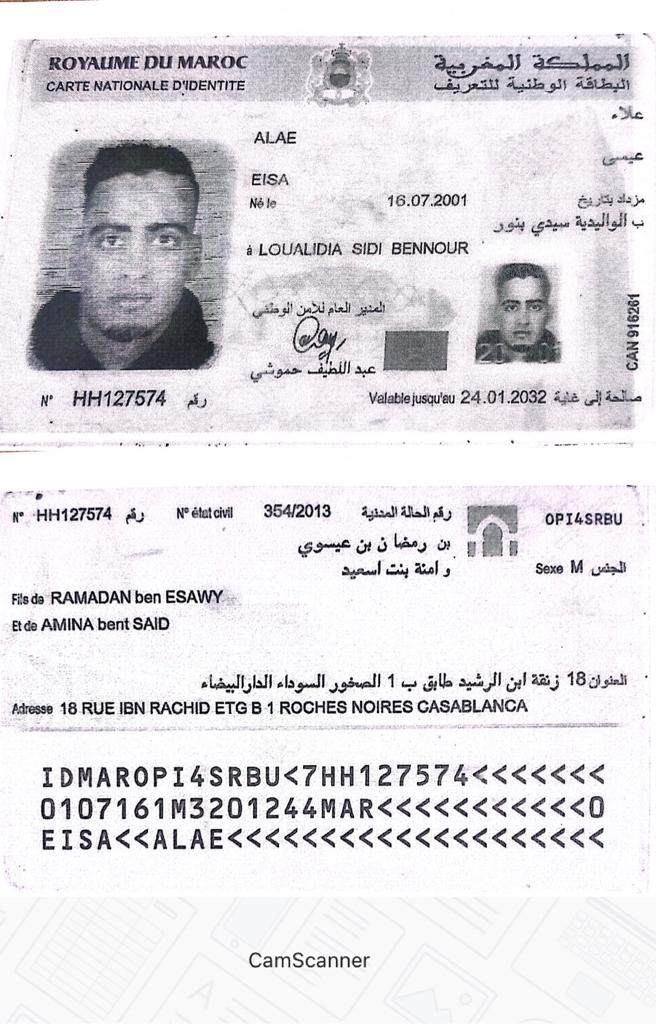 ROYAUME DU MAROC
المملكة المغربية
CARTE NATIONALE D'IDENTITE
البطاقة الوطنية للتعريف
علاء
ALAE
عيسى
EISA
Né le 16.07.2001 مزداد بتاريخ
ب الواليدية سيدي بنور
à LOUALIDIA SIDI BENNOUR
المدير العام للأمن الوطني
عبد اللطيف حموشي
CAN 916261
N° HH127574 رقم
Valable jusqu'au 24.01.2032 صالحة إلى غاية
N° HH127574 رقم N° état civil 354/2013 رقم الحالة المدنية
OPI4SRBU
بن رمضا ن بن عيسوي
و امنة بنت اسعيد
Sexe M الجنس
Fils de RAMADAN ben ESAWY
Et de AMINA bent SAID
العنوان 18 زنقة ابن الرشيد طابق ب 1 الصخور السوداء الدارالبيضاء
Adresse 18 RUE IBN RACHID ETG B 1 ROCHES NOIRES CASABLANCA
IDMAROPI4SRBU<7HH127574<<<<<<<
0107161M3201244MAR<<<<<<<<<<<0
EISA<<ALAE<<<<<<<<<<<<<<<<<<<<
CamScanner